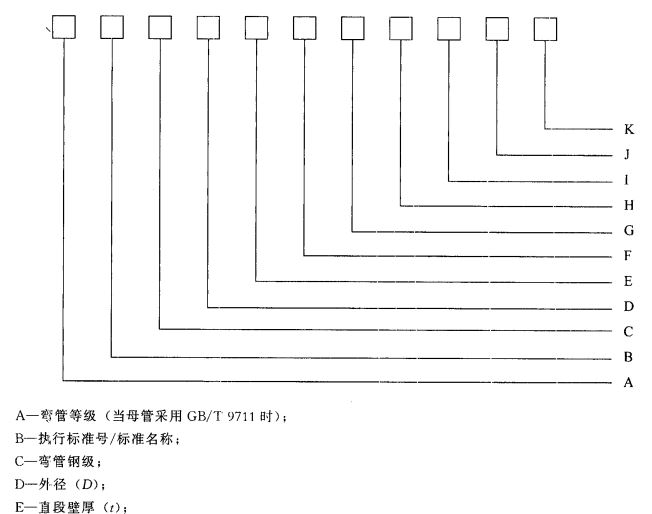 K
J
I
H
G
F
E
D
C
B
A
A—弯管等级（当母管采用 GB/T 9711 时）；
B—执行标准号/标准名称；
C—弯管钢级；
D—外径（D）；
E—直段壁厚（t）；